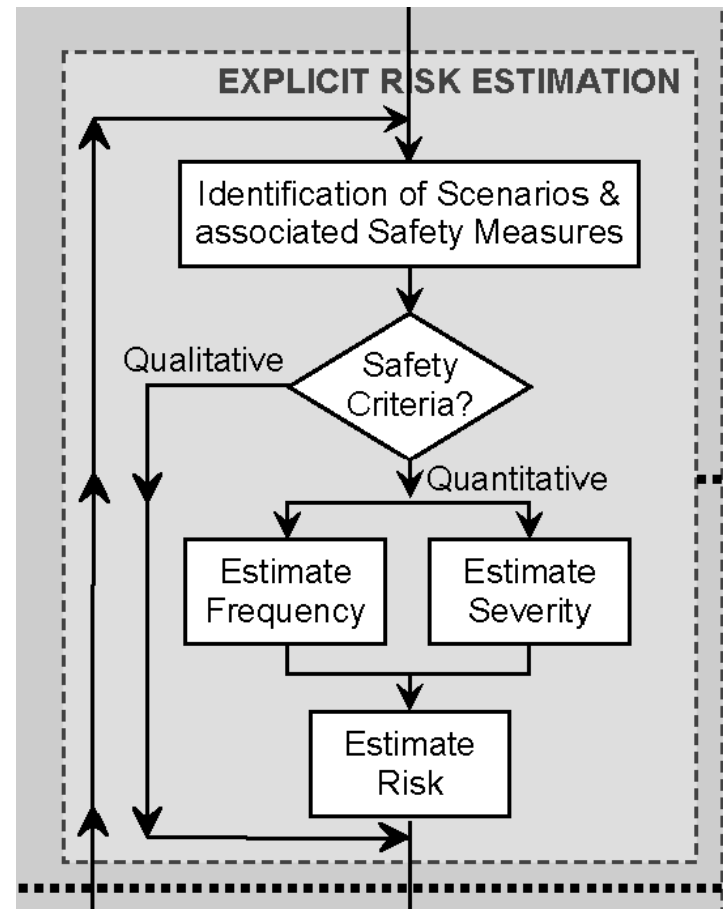 EXPLICIT RISK ESTIMATION
Identification of Scenarios &
associated Safety Measures
Qualitative
Safety
Criteria?
Quantitative
Estimate
Frequency
Estimate
Severity
Estimate
Risk